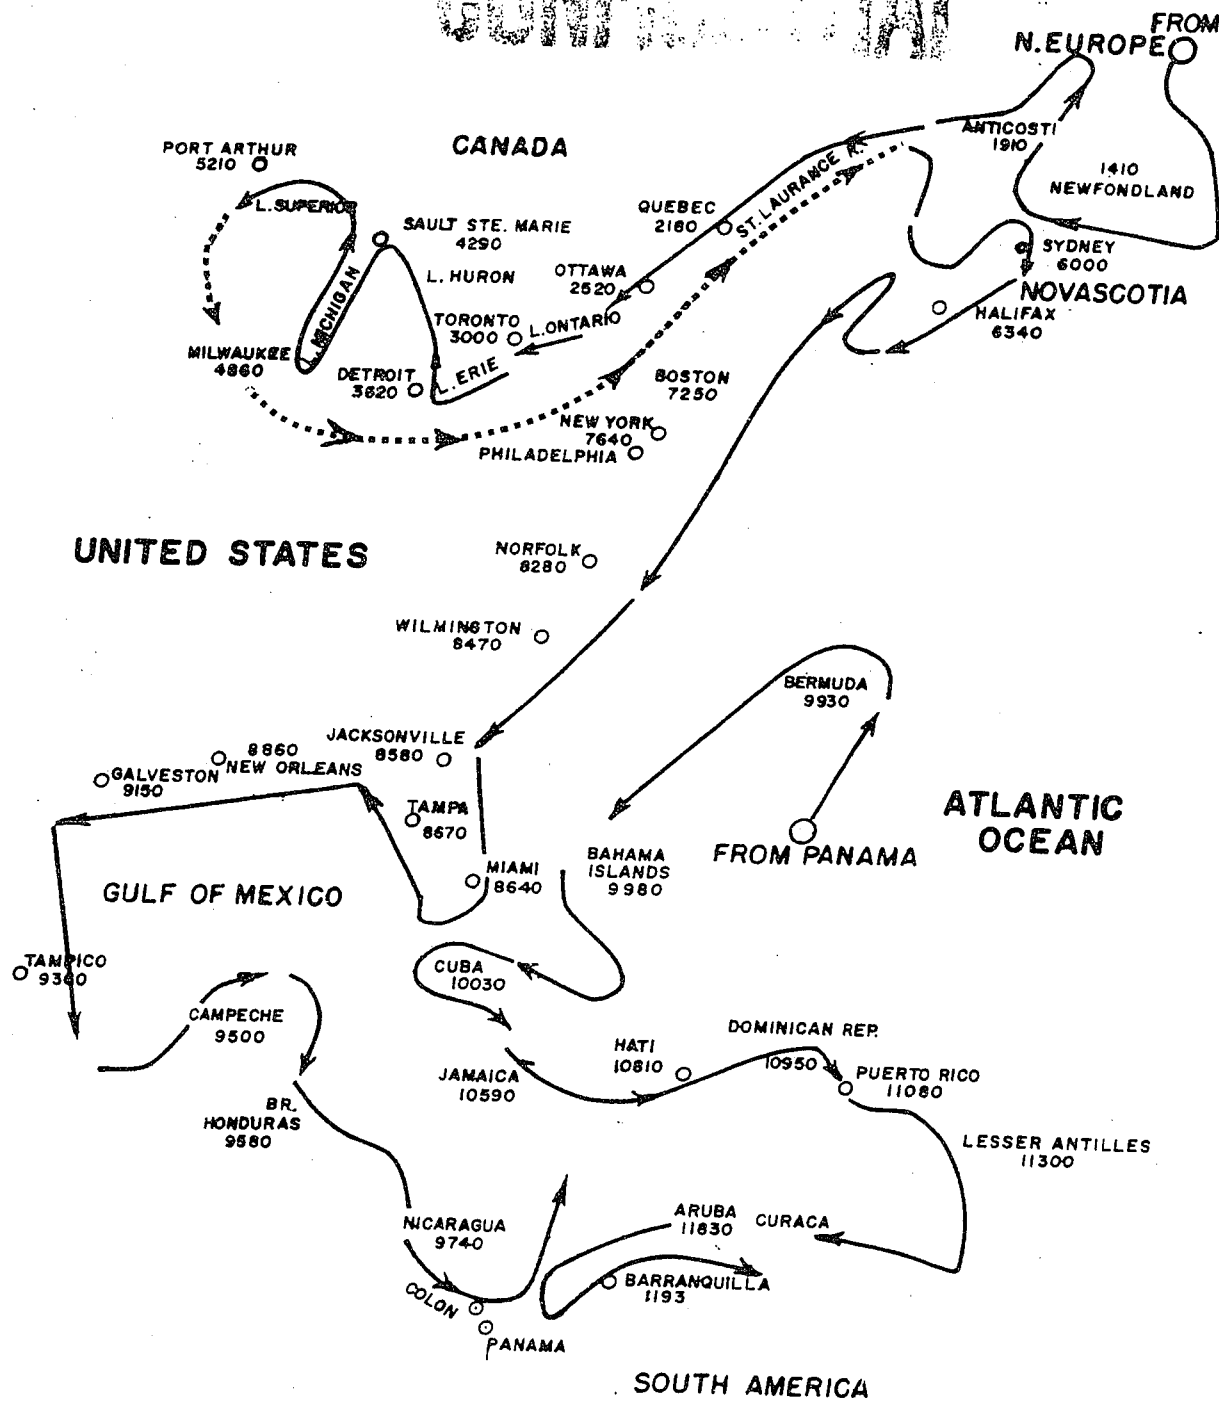 CONFIDENTIAL
FROM
N.EUROPE
ANTICOSTI
1910
1410
NEWFONDLAND
CANADA
PORT ARTHUR
5210
L.SUPERIOR
SAULT STE. MARIE
4290
L. HURON
L. MICHIGAN
QUEBEC
2180
ST. LAURANCE R.
OTTAWA
2520
SYDNEY
6000
NOVASCOTIA
HALIFAX
6340
TORONTO
3000
L.ONTARIO
MILWAUKEE
4860
DETROIT
3620
L. ERIE
BOSTON
7250
NEW YORK
7640
PHILADELPHIA
UNITED STATES
NORFOLK
8280
WILMINGTON
8470
BERMUDA
9930
JACKSONVILLE
8580
8860
NEW ORLEANS
GALVESTON
9150
TAMPA
8670
ATLANTIC
OCEAN
FROM PANAMA
BAHAMA
ISLANDS
9980
MIAMI
8640
GULF OF MEXICO
TAMPICO
9360
CUBA
10030
CAMPECHE
9500
DOMINICAN REP.
10950
HATI
10810
JAMAICA
10590
PUERTO RICO
11080
BR.
HONDURAS
9580
LESSER ANTILLES
11300
NICARAGUA
9740
ARUBA
11830
CURACA
BARRANQUILLA
1193
COLON
PANAMA
SOUTH AMERICA